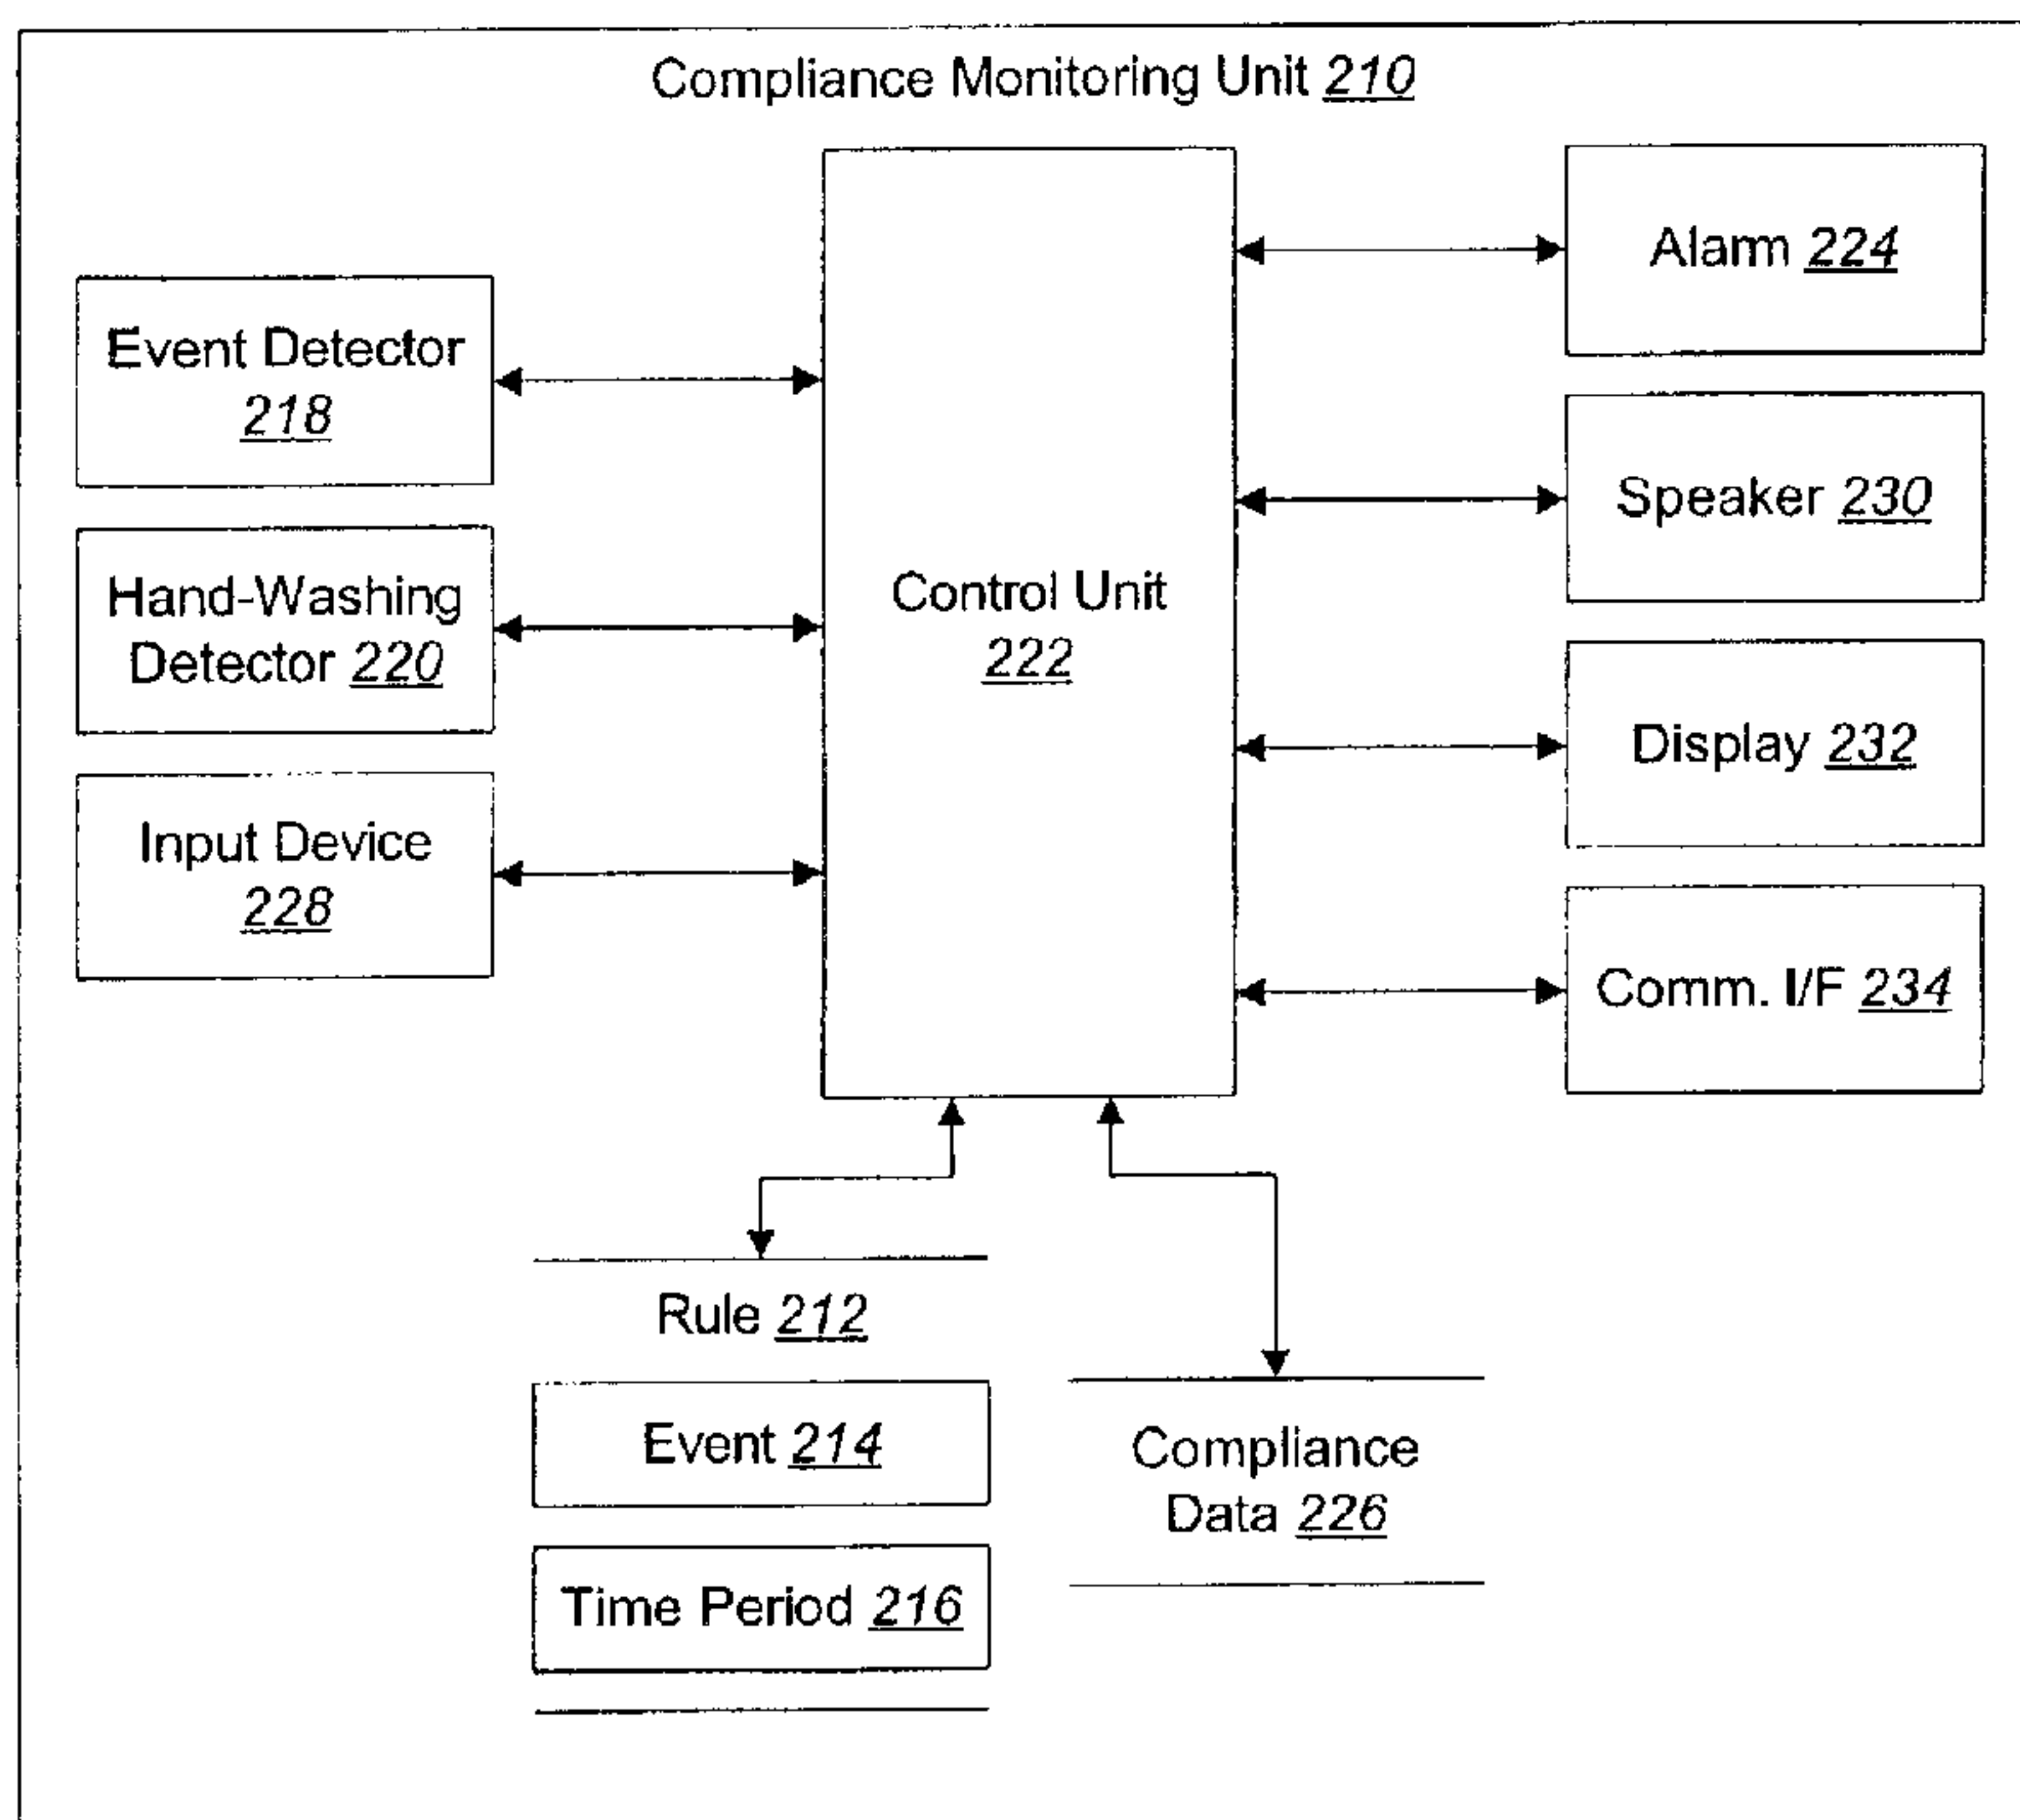 Compliance Monitoring Unit 210
Event Detector
218
Hand-Washing
Detector 220
Input Device
228
Control Unit
222
Alarm 224
Speaker 230
Display 232
Comm. I/F 234
Rule 212
Event 214
Time Period 216
Compliance
Data 226